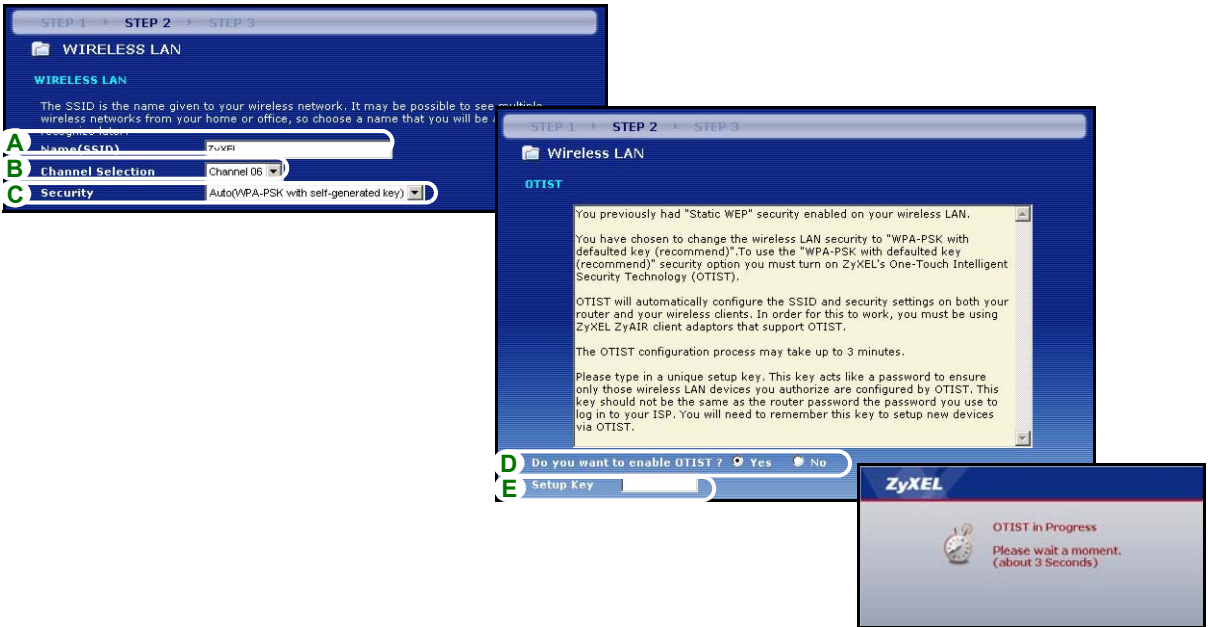 STEP 1 STEP 2 STEP 3
WIRELESS LAN
WIRELESS LAN
The SSID is the name given to your wireless network. It may be possible to see multiple
wireless networks from your home or office, so choose a name that you will be
recognize later.
A Name(SSID) ZyXEL
B Channel Selection Channel 06
C Security Auto(WPA-PSK with self-generated key)
STEP 1 STEP 2 STEP 3
Wireless LAN
OTIST
You previously had "Static WEP" security enabled on your wireless LAN.
You have chosen to change the wireless LAN security to "WPA-PSK with
defaulted key (recommend)".To use the "WPA-PSK with defaulted key
(recommend)" security option you must turn on ZyXEL's One-Touch Intelligent
Security Technology (OTIST).
OTIST will automatically configure the SSID and security settings on both your
router and your wireless clients. In order for this to work, you must be using
ZyXEL ZyAIR client adaptors that support OTIST.
The OTIST configuration process may take up to 3 minutes.
Please type in a unique setup key. This key acts like a password to ensure
only those wireless LAN devices you authorize are configured by OTIST. This
key should not be the same as the router password the password you use to
log in to your ISP. You will need to remember this key to setup new devices
via OTIST.
D Do you want to enable OTIST ? Yes No
E Setup Key
ZyXEL
OTIST in Progress
Please wait a moment.
(about 3 Seconds)